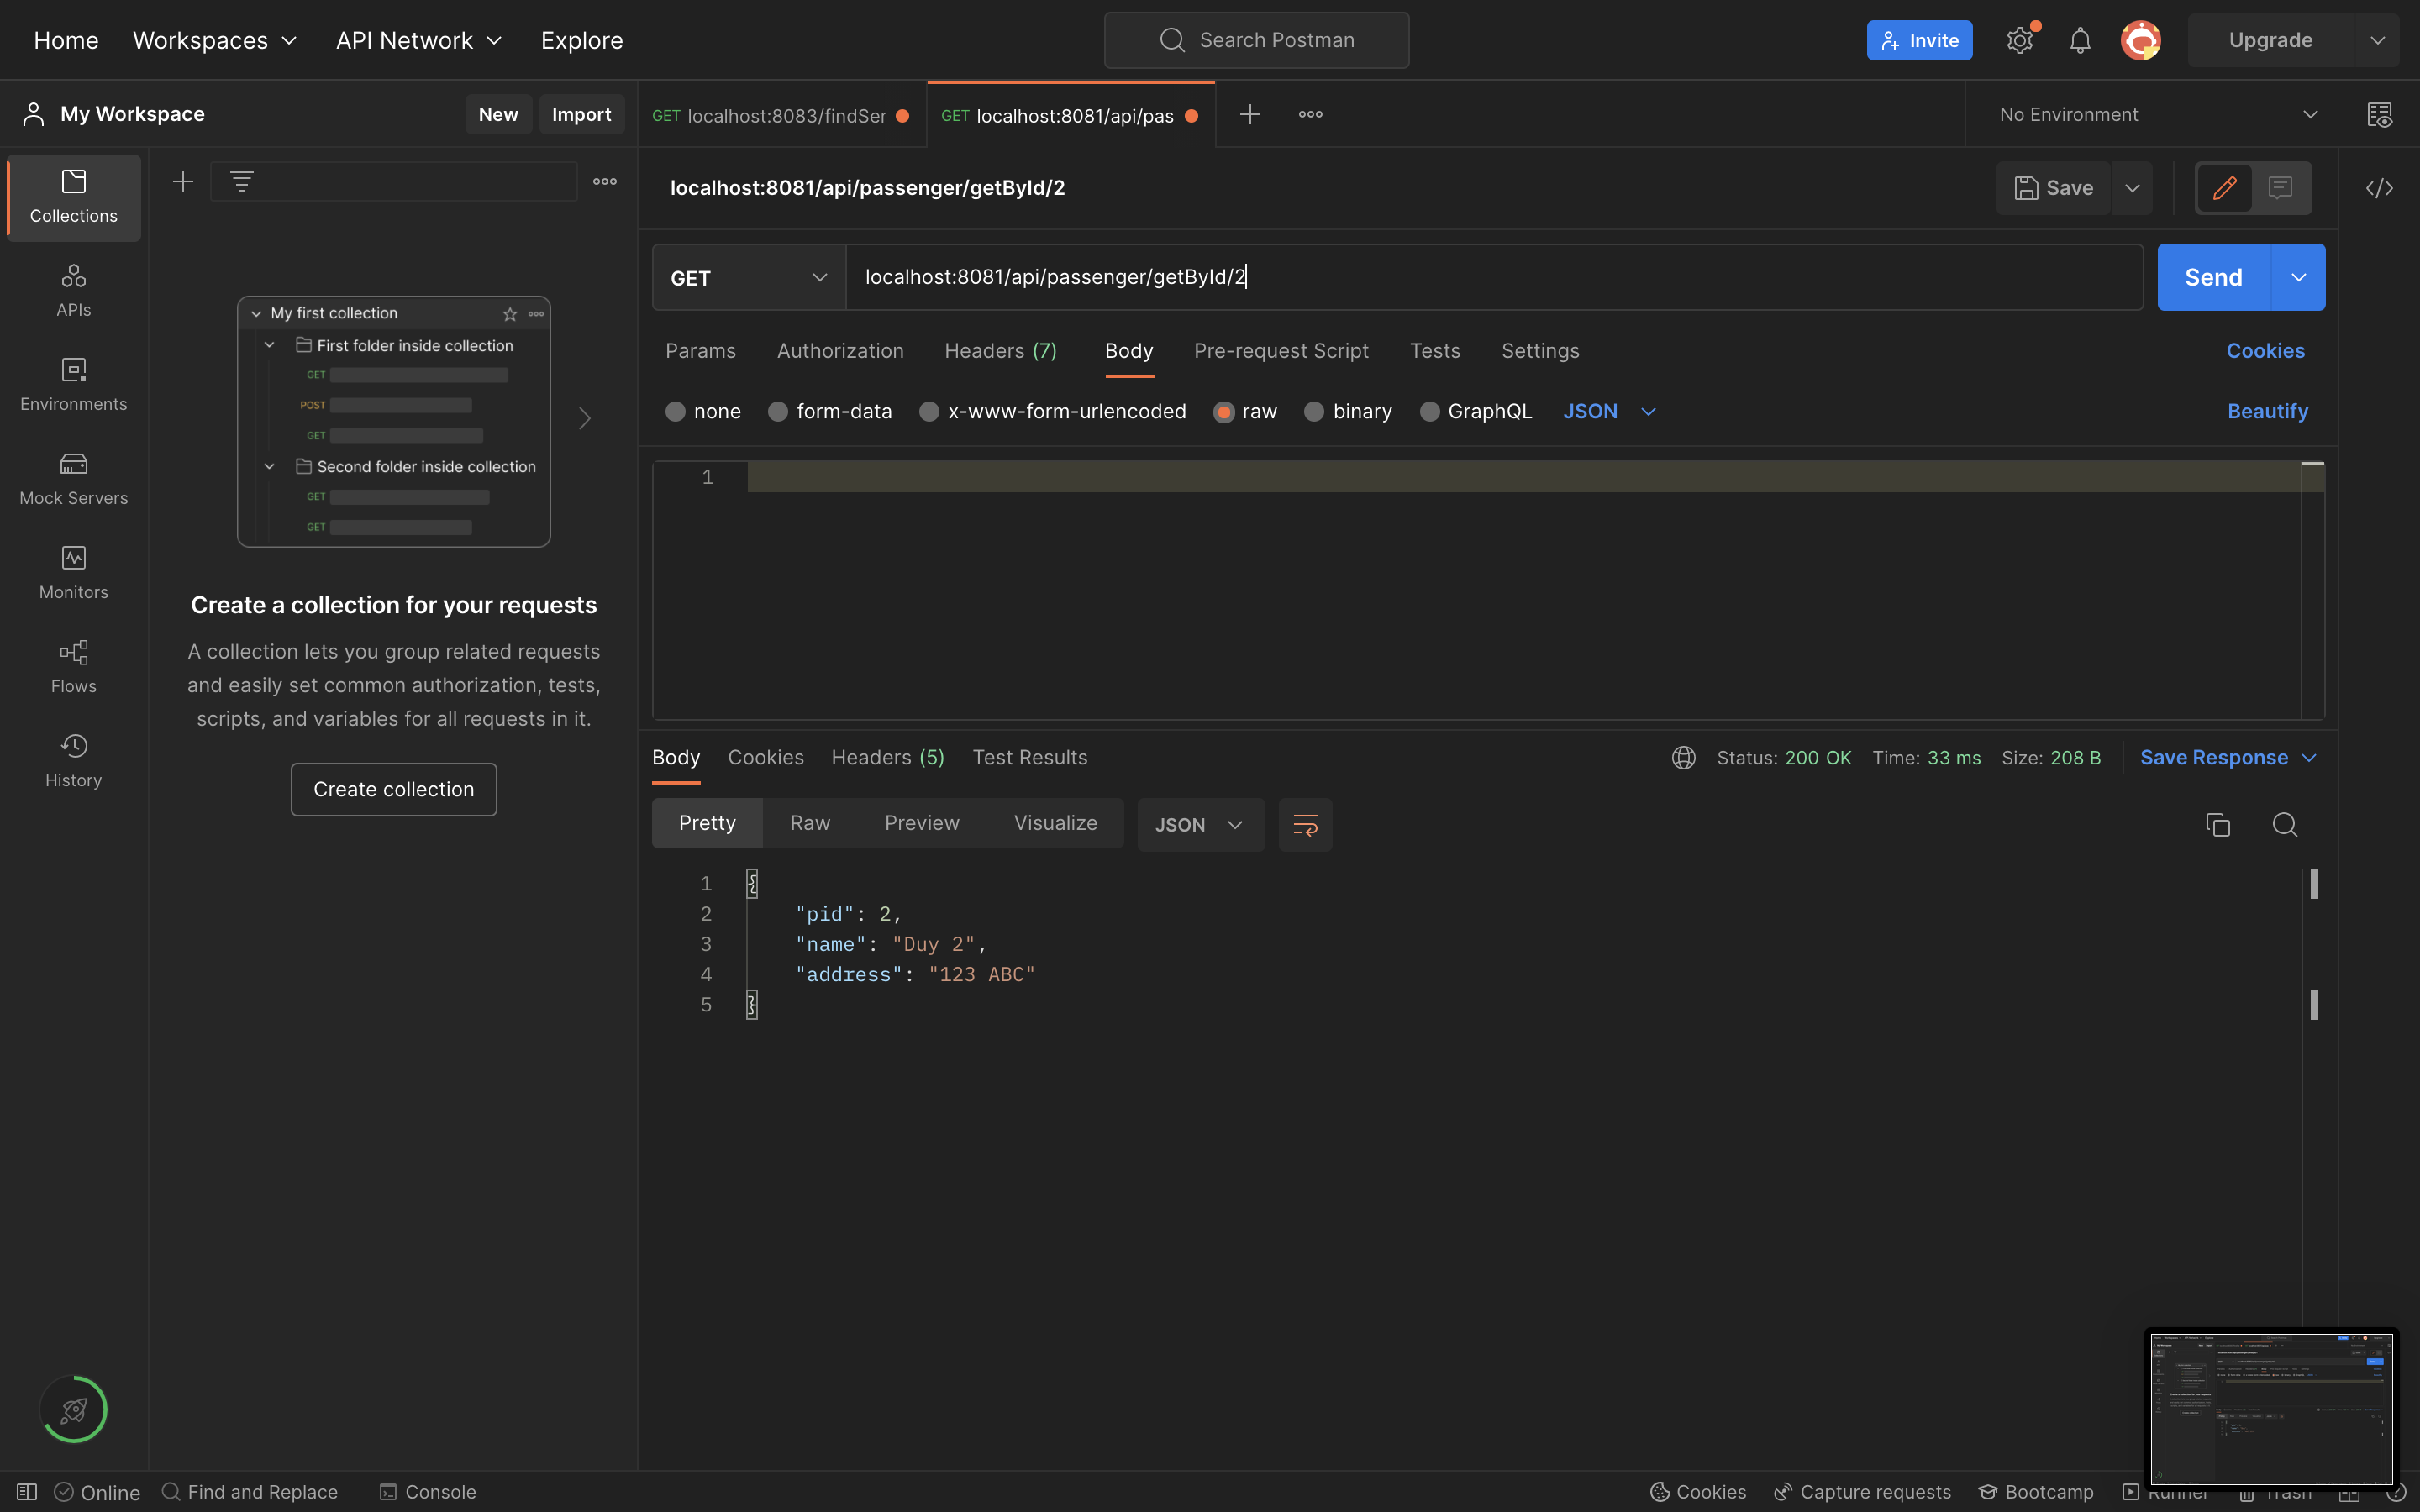 Home Workspaces API Network Explore Search Postman Invite Upgrade
My Workspace New Import GET localhost:8083/findSer GET localhost:8081/api/pas No Environment
Collections
APIs
Environments
Mock Servers
Monitors
Flows
History
My first collection
First folder inside collection
GET
POST
GET
Second folder inside collection
GET
GET
Create a collection for your requests
A collection lets you group related requests
and easily set common authorization, tests,
scripts, and variables for all requests in it.
Create collection
localhost:8081/api/passenger/getById/2 Save
GET localhost:8081/api/passenger/getById/2 Send
Params Authorization Headers (7) Body Pre-request Script Tests Settings Cookies
none form-data x-www-form-urlencoded raw binary GraphQL JSON Beautify
1
Body Cookies Headers (5) Test Results Status: 200 OK Time: 33 ms Size: 208 B Save Response
Pretty Raw Preview Visualize JSON
1 {
2 "pid": 2,
3 "name": "Duy 2",
4 "address": "123 ABC"
5 }
Online Find and Replace Console Cookies Capture requests Bootcamp Runner Trash